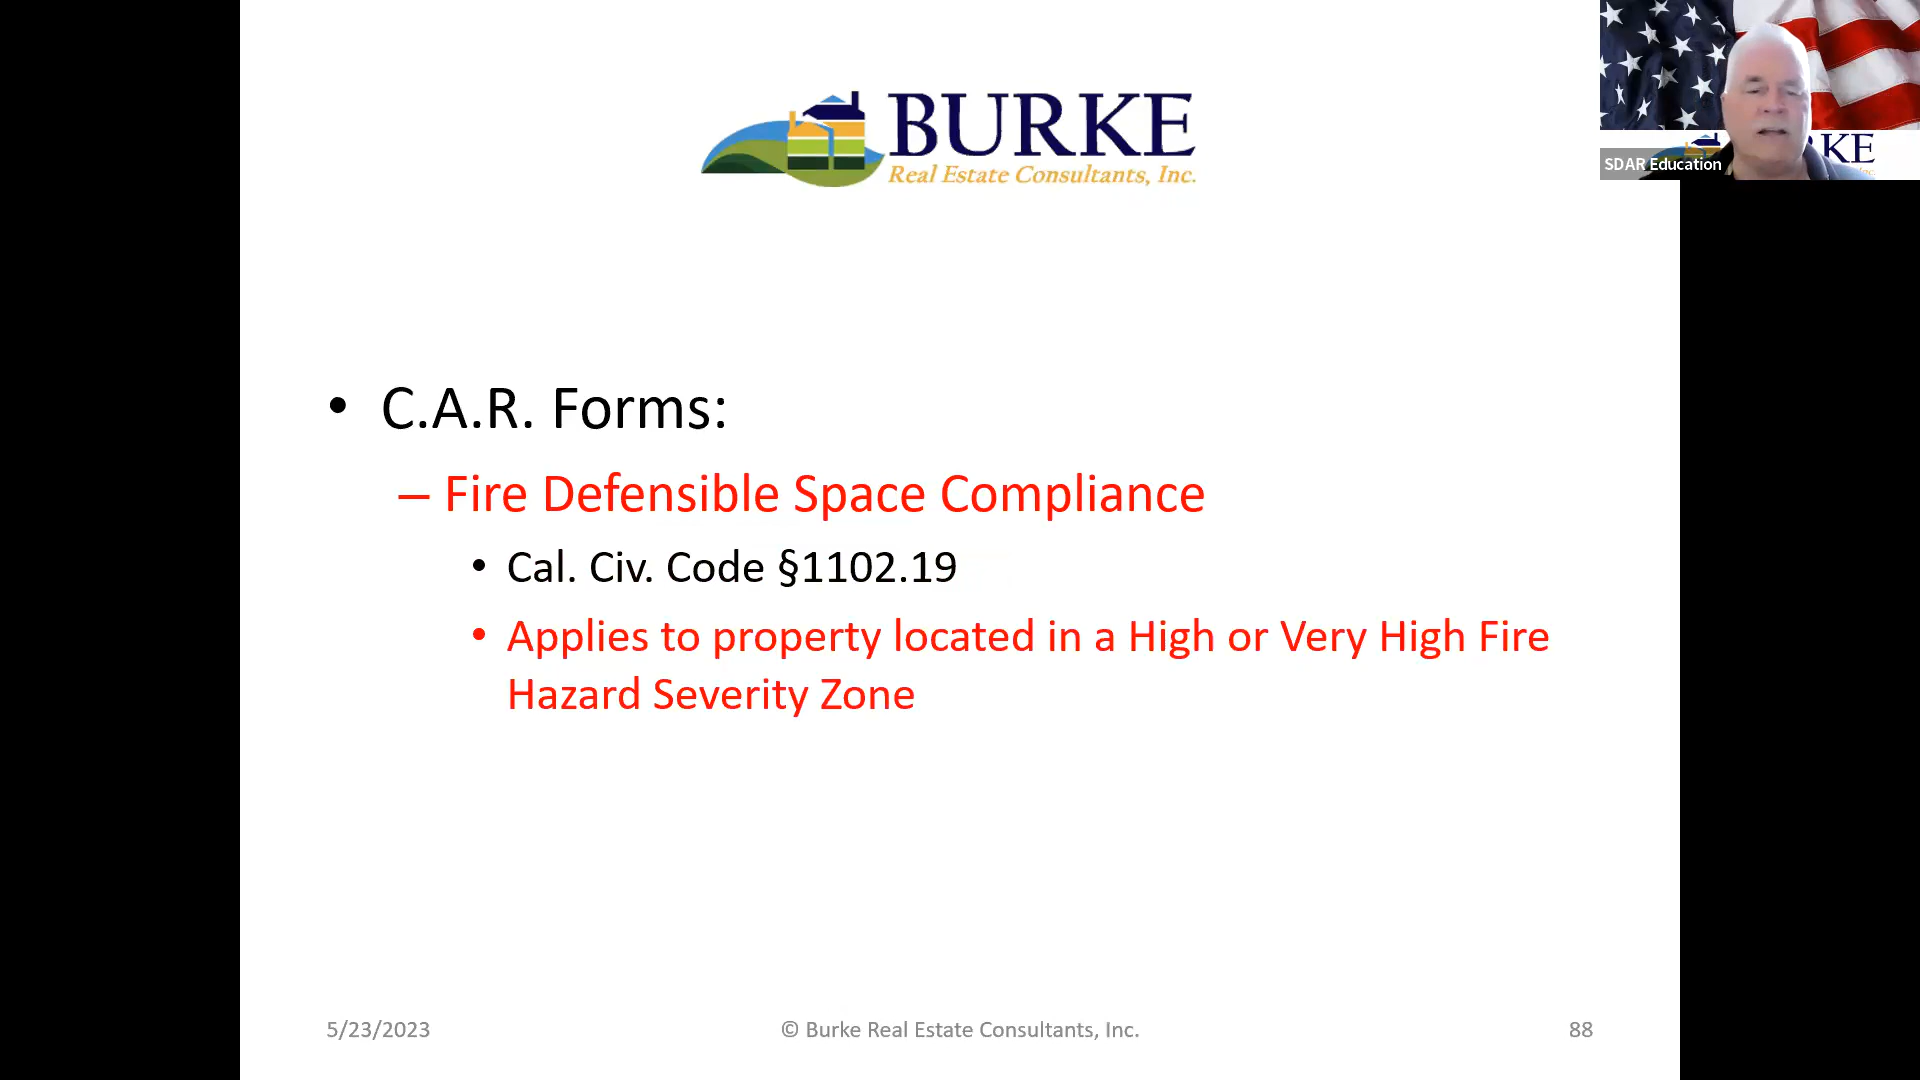 BURKE
Real Estate Consultants, Inc.
SDAR Education
KE
• C.A.R. Forms:
– Fire Defensible Space Compliance
• Cal. Civ. Code §1102.19
• Applies to property located in a High or Very High Fire
Hazard Severity Zone
5/23/2023
© Burke Real Estate Consultants, Inc.
88